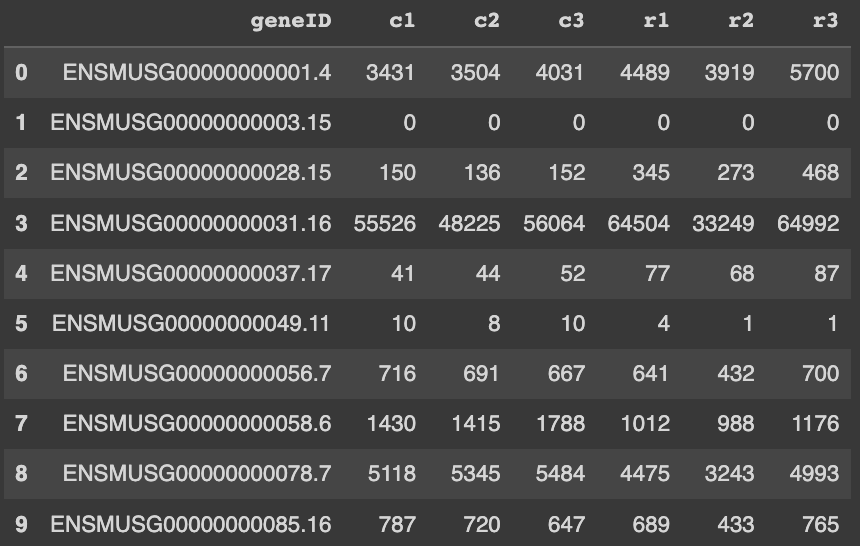 geneID c1 c2 c3 r1 r2 r3
0 ENSMUSG00000000001.4 3431 3504 4031 4489 3919 5700
1 ENSMUSG00000000003.15 0 0 0 0 0 0
2 ENSMUSG00000000028.15 150 136 152 345 273 468
3 ENSMUSG00000000031.16 55526 48225 56064 64504 33249 64992
4 ENSMUSG00000000037.17 41 44 52 77 68 87
5 ENSMUSG00000000049.11 10 8 10 4 1 1
6 ENSMUSG00000000056.7 716 691 667 641 432 700
7 ENSMUSG00000000058.6 1430 1415 1788 1012 988 1176
8 ENSMUSG00000000078.7 5118 5345 5484 4475 3243 4993
9 ENSMUSG00000000085.16 787 720 647 689 433 765